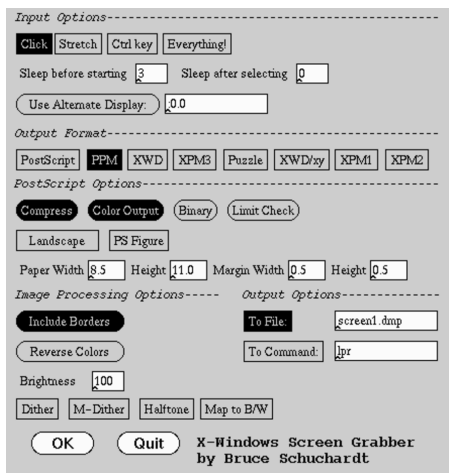 Input Options
Click Stretch Ctrl key Everything!
Sleep before starting 3 Sleep after selecting 0
Use Alternate Display: :0.0
Output Format
PostScript PPM XWD XPM3 Puzzle XWD/xy XPM1 XPM2
PostScript Options
Compress Color Output Binary Limit Check
Landscape PS Figure
Paper Width 8.5 Height 11.0 Margin Width 0.5 Height 0.5
Image Processing Options Output Options
Include Borders To File: screen1.dmp
Reverse Colors To Command: lpr
Brightness 100
Dither M-Dither Halftone Map to B/W
OK Quit X-Windows Screen Grabber
by Bruce Schuchardt